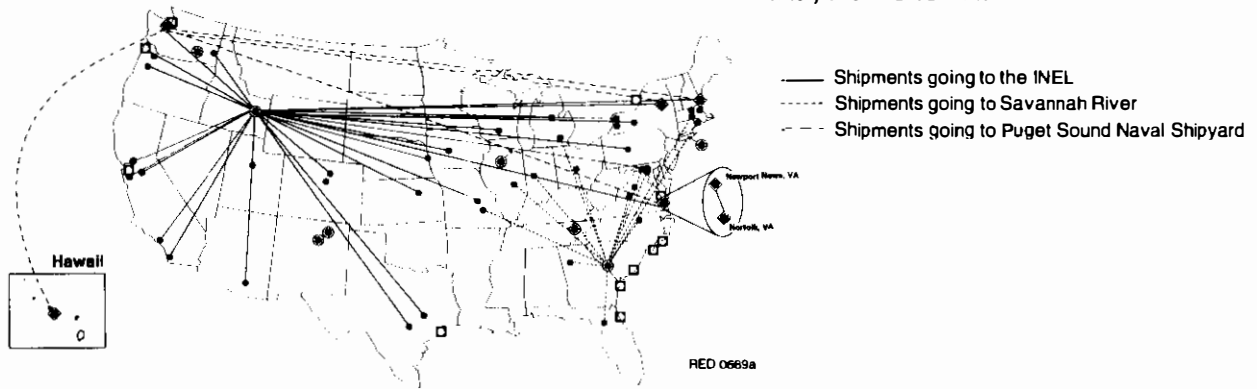 Shipments going to the INEL
Shipments going to Savannah River
Shipments going to Puget Sound Naval Shipyard
Newport News, VA
Norfolk, VA
Hawaii
RED 0689a